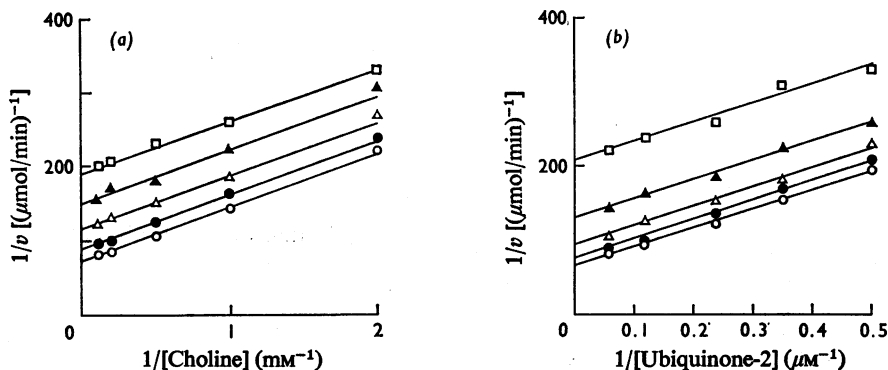 400
(a)
200
0
1
2
1/v [(μmol/min)⁻¹]
1/[Choline] (mM⁻¹)
400
(b)
200
0
0.1
0.2
0.3
0.4
0.5
1/v [(μmol/min)⁻¹]
1/[Ubiquinone-2] (μM⁻¹)